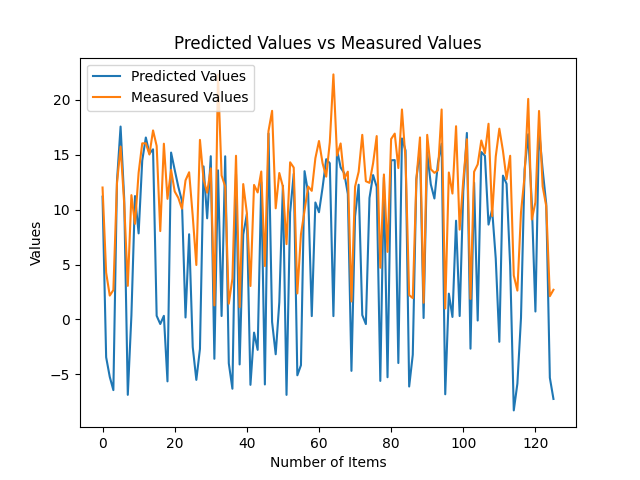 Predicted Values vs Measured Values
Predicted Values
Measured Values
20
15
10
5
0
−5
Values
0 20 40 60 80 100 120
Number of Items